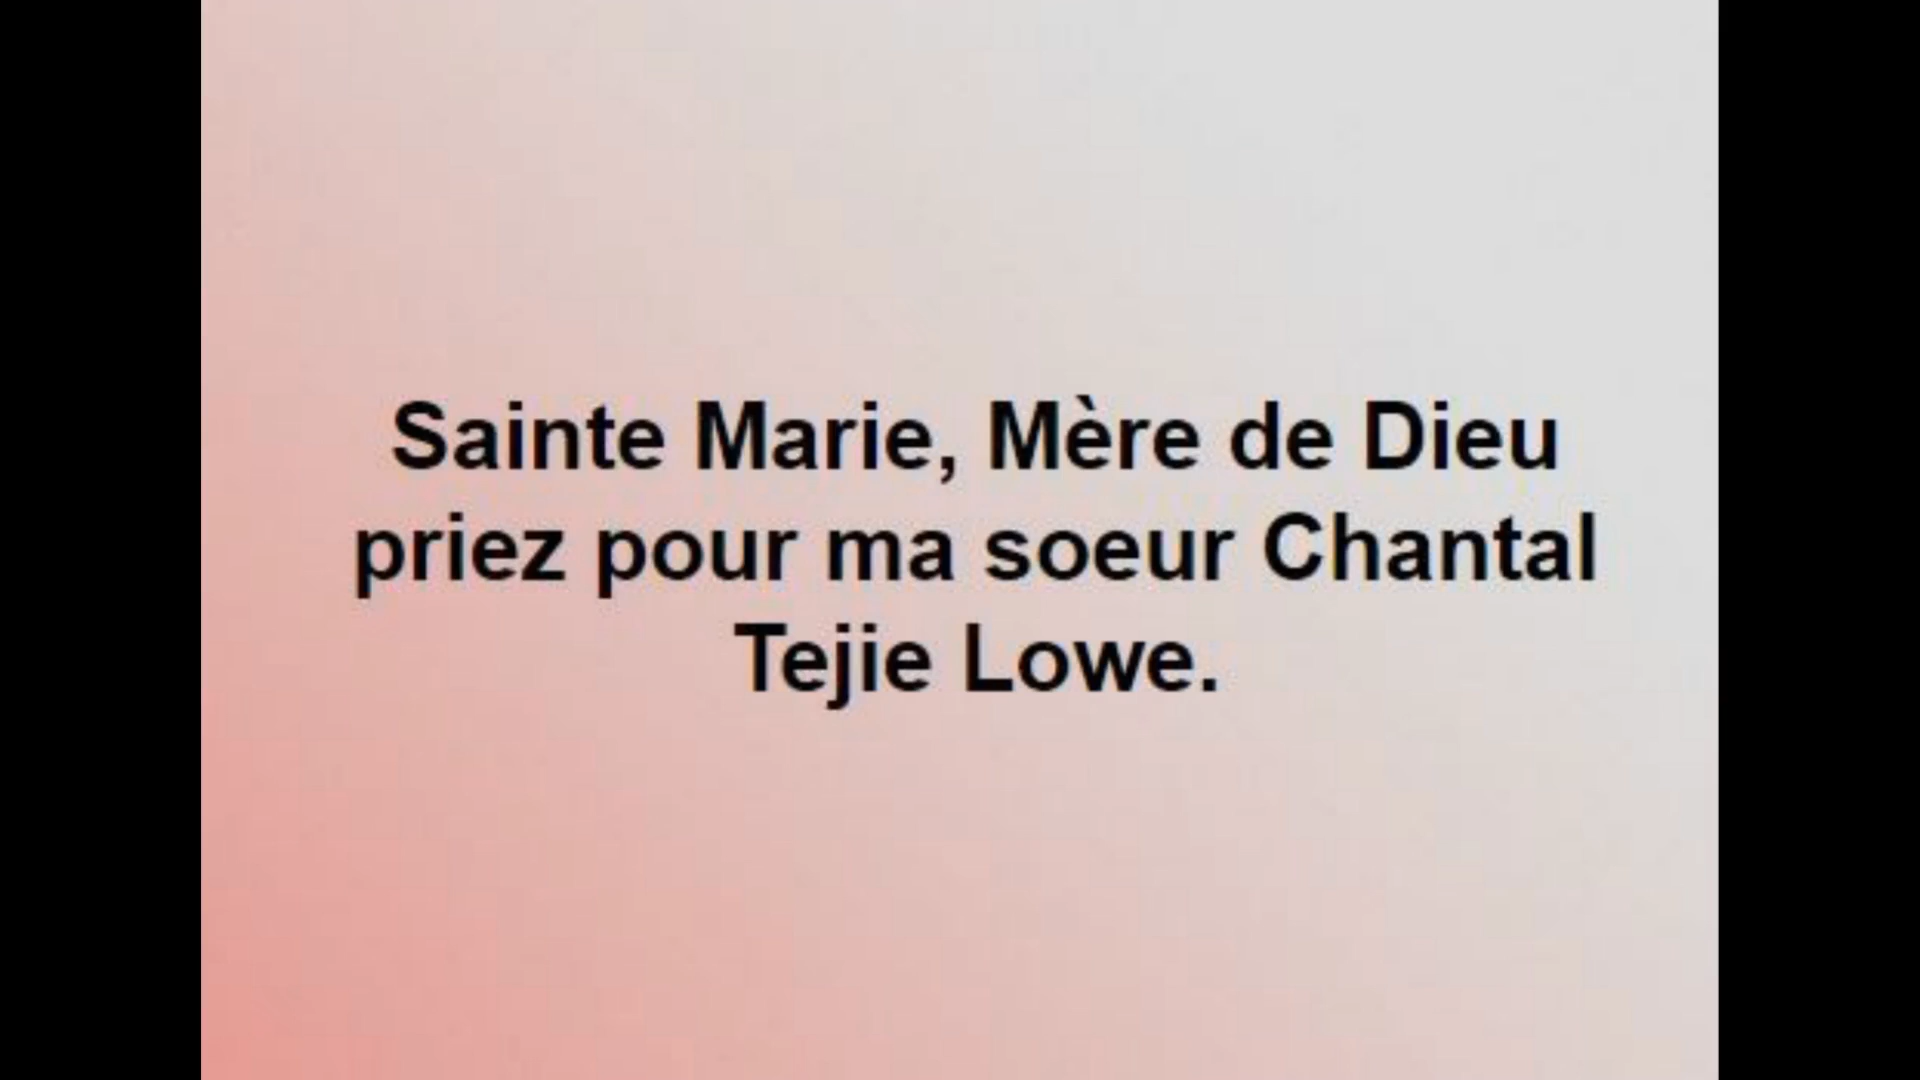 Sainte Marie, Mère de Dieu
priez pour ma soeur Chantal
Tejie Lowe.